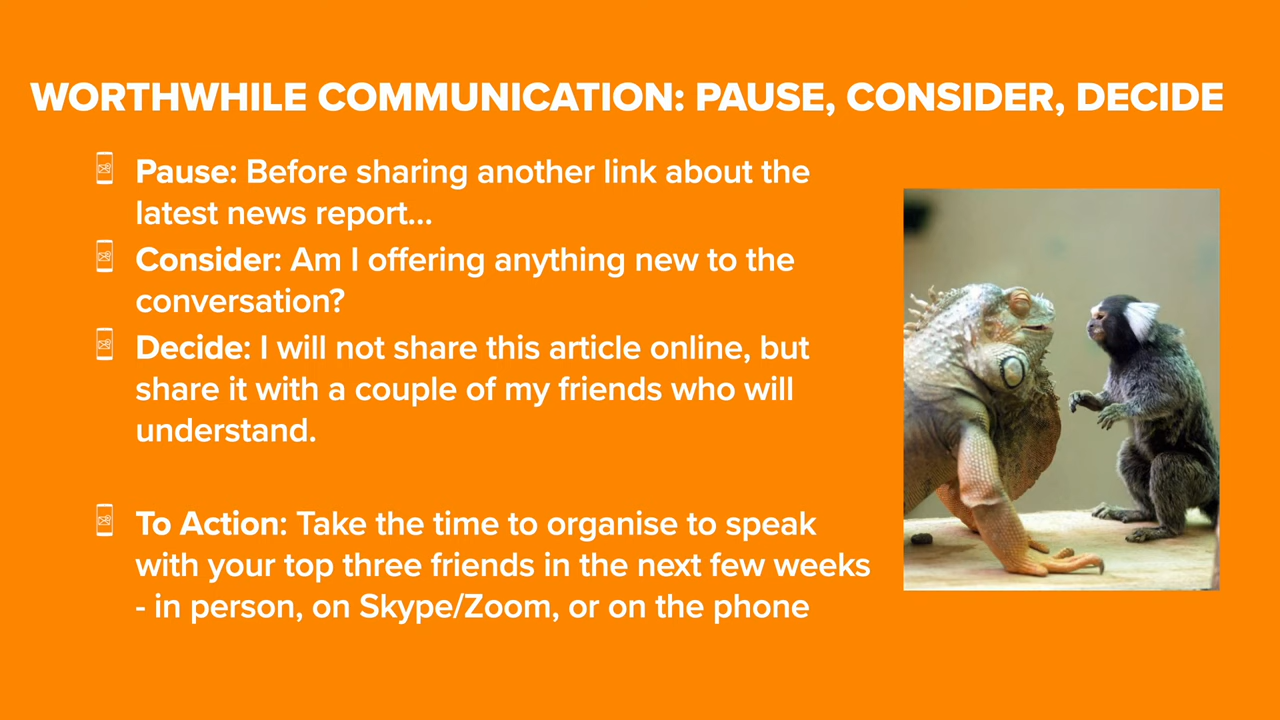 WORTHWHILE COMMUNICATION: PAUSE, CONSIDER, DECIDE
Pause: Before sharing another link about the
latest news report...
Consider: Am I offering anything new to the
conversation?
Decide: I will not share this article online, but
share it with a couple of my friends who will
understand.
To Action: Take the time to organise to speak
with your top three friends in the next few weeks
- in person, on Skype/Zoom, or on the phone